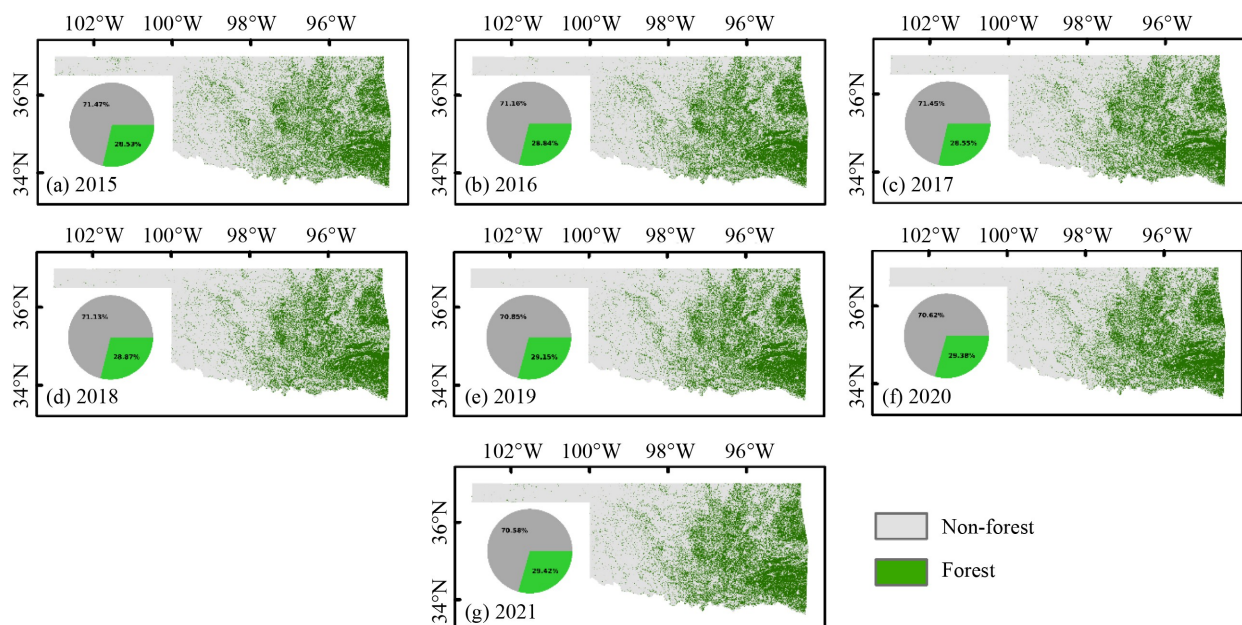 102°W 100°W 98°W 96°W
102°W 100°W 98°W 96°W
102°W 100°W 98°W 96°W
36°N
34°N
71.47%
28.53%
(a) 2015
36°N
34°N
71.16%
28.84%
(b) 2016
36°N
34°N
71.45%
28.55%
(c) 2017
102°W 100°W 98°W 96°W
102°W 100°W 98°W 96°W
102°W 100°W 98°W 96°W
36°N
34°N
71.13%
28.87%
(d) 2018
36°N
34°N
70.85%
29.15%
(e) 2019
36°N
34°N
70.62%
29.38%
(f) 2020
102°W 100°W 98°W 96°W
36°N
34°N
70.58%
29.42%
(g) 2021
Non-forest
Forest